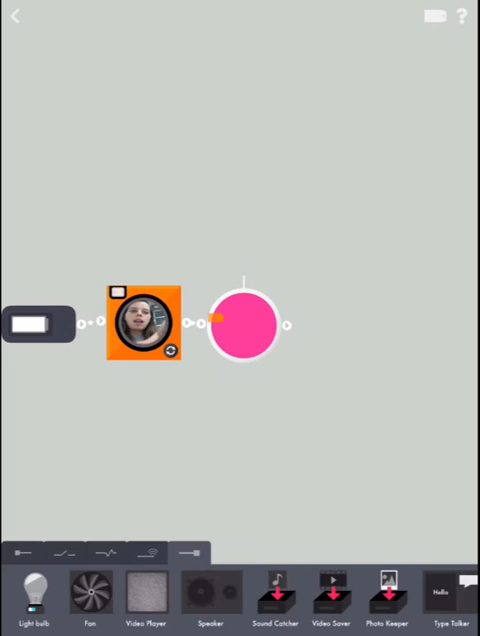 ?
Hello
Light bulb
Fan
Video Player
Speaker
Sound Catcher
Video Saver
Photo Keeper
Type Talker